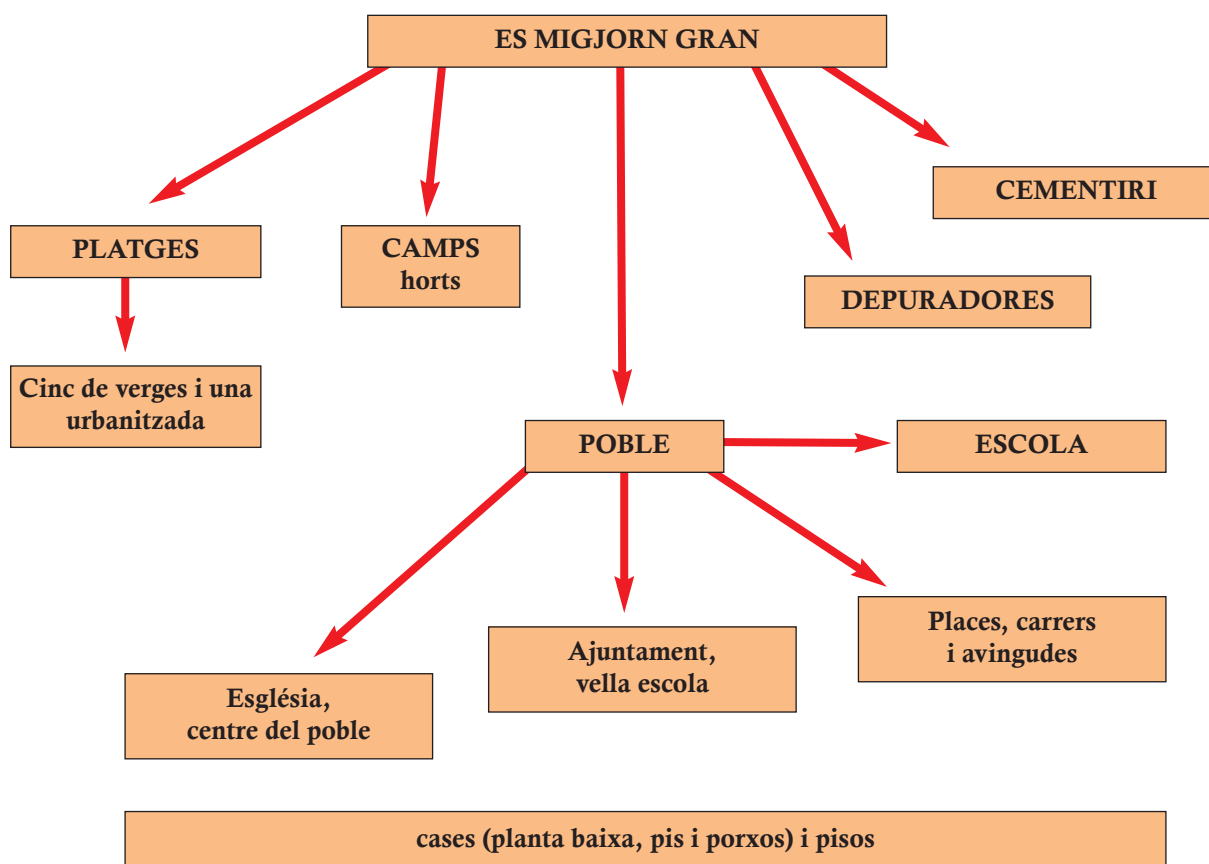 ES MIGJORN GRAN
CEMENTIRI
PLATGES
CAMPS
horts
DEPURADORES
Cinc de verges i una
urbanitzada
POBLE
ESCOLA
Places, carrers
i avingudes
Ajuntament,
vella escola
Església,
centre del poble
cases (planta baixa, pis i porxos) i pisos